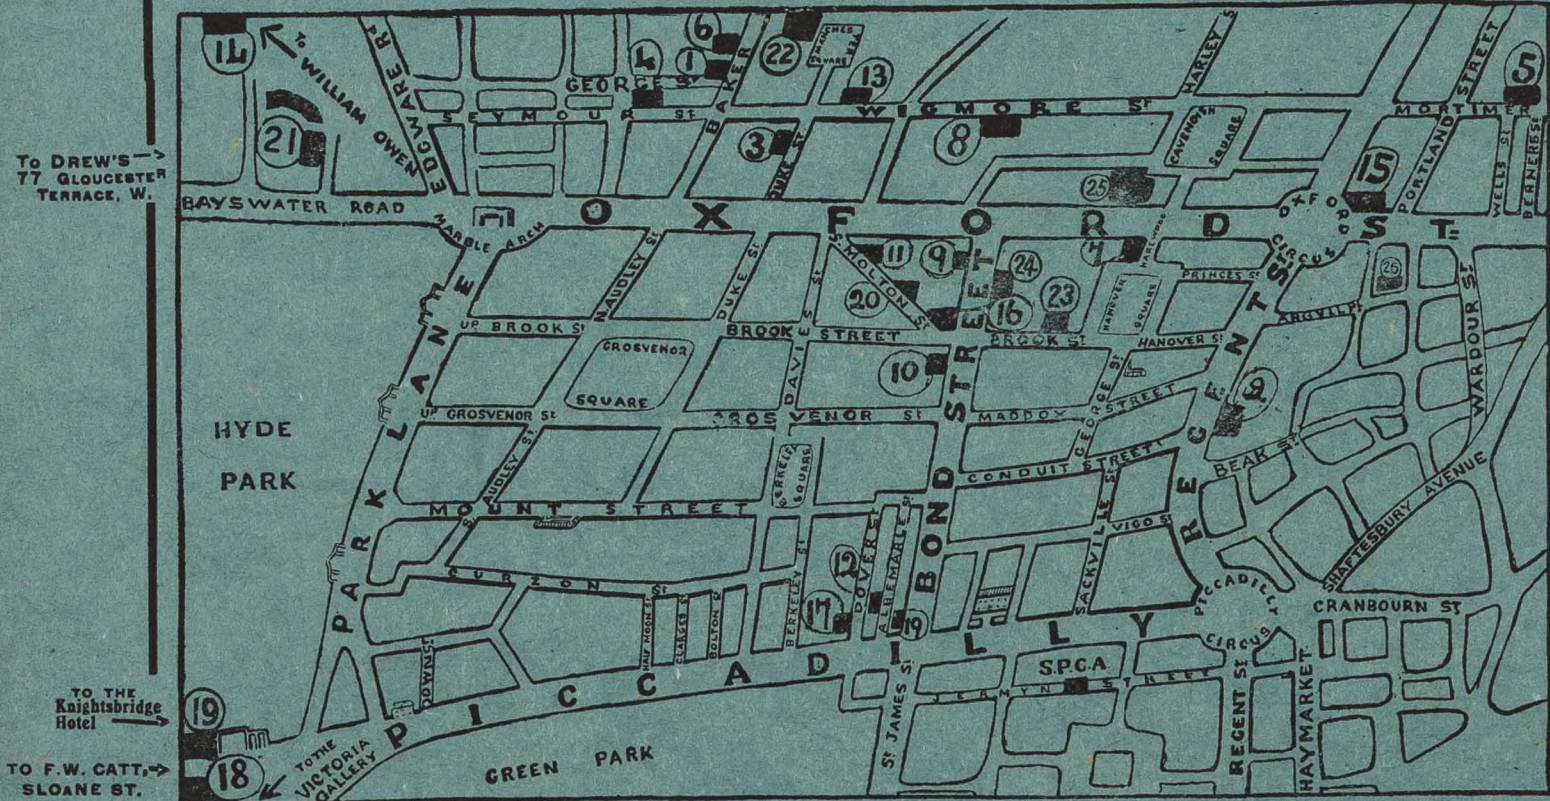 14
TO WILLIAM OWEN
EDGWARE Rd
6
4
1
22
MANCHESTER SQUARE
13
HARLEY S
STREET
5
GEORGE St
BAKER
SEYMOUR St
WIGMORE St
MORTIMER
21
3
DUKE St
8
CAVENDISH SQUARE
PORTLAND
WELLS St
BERNERS St
TO DREW'S
77 GLOUCESTER
TERRACE, W.
25
15
BAYSWATER ROAD
MARBLE ARCH
OXFORD ST.
OXFORD CIRCUS
11
9
7
24
26
S. MOLTON St
20
16
23
HANOVER SQUARE
PRINCES St
ARGYLL Pl
WARDOUR St
N. AUDLEY St
DUKE St
UP. BROOK St
BROOK STREET
BROOK St
HANOVER St
DAVIES St
GROSVENOR
SQUARE
10
2
HYDE
PARK
PARK LANE
UP GROSVENOR St
GROSVENOR St
MADDOX STREET
GEORGE St
REGENT St
BEAK St
S. AUDLEY St
BERKELEY SQUARE
CONDUIT STREET
MOUNT STREET
BOND STREET
SACKVILLE St
VIGO St
SHAFTESBURY AVENUE
CURZON St
12
DOVER St
ALBEMARLE St
17
19
HALF MOON St
CLARGES St
BOLTON St
BERKELEY St
PICCADILLY
PICCADILLY CIRCUS
CRANBOURN ST
DOWN St
S.P.C.A.
JERMYN STREET
St JAMES St
REGENT St
HAYMARKET
TO THE
Knightsbridge
Hotel
19
TO F.W. CATT,
SLOANE ST.
18
TO THE
VICTORIA
GALLERY
GREEN PARK